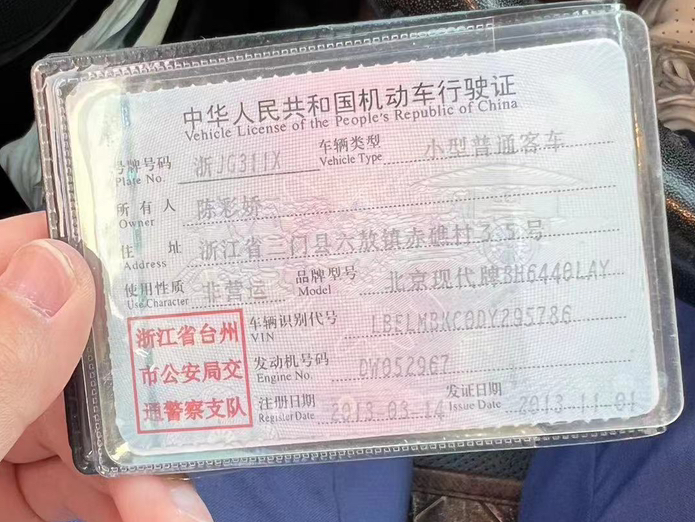 中华人民共和国机动车行驶证
Vehicle License of the People's Republic of China
号牌号码 浙JG311X 车辆类型 小型普通客车
Plate No. Vehicle Type
所有人 陈彩娇
Owner
住址 浙江省三门县六敖镇赤礁村335号
Address
使用性质 非营运 品牌型号 北京现代牌BH6440LAY
Use Character Model
浙江省台州 车辆识别代号 LBELMBKC0DY295786
VIN
市公安局交 发动机号码 DW052967
Engine No.
通警察支队 注册日期 2013-03-14 发证日期 2013-11-01
Register Date Issue Date